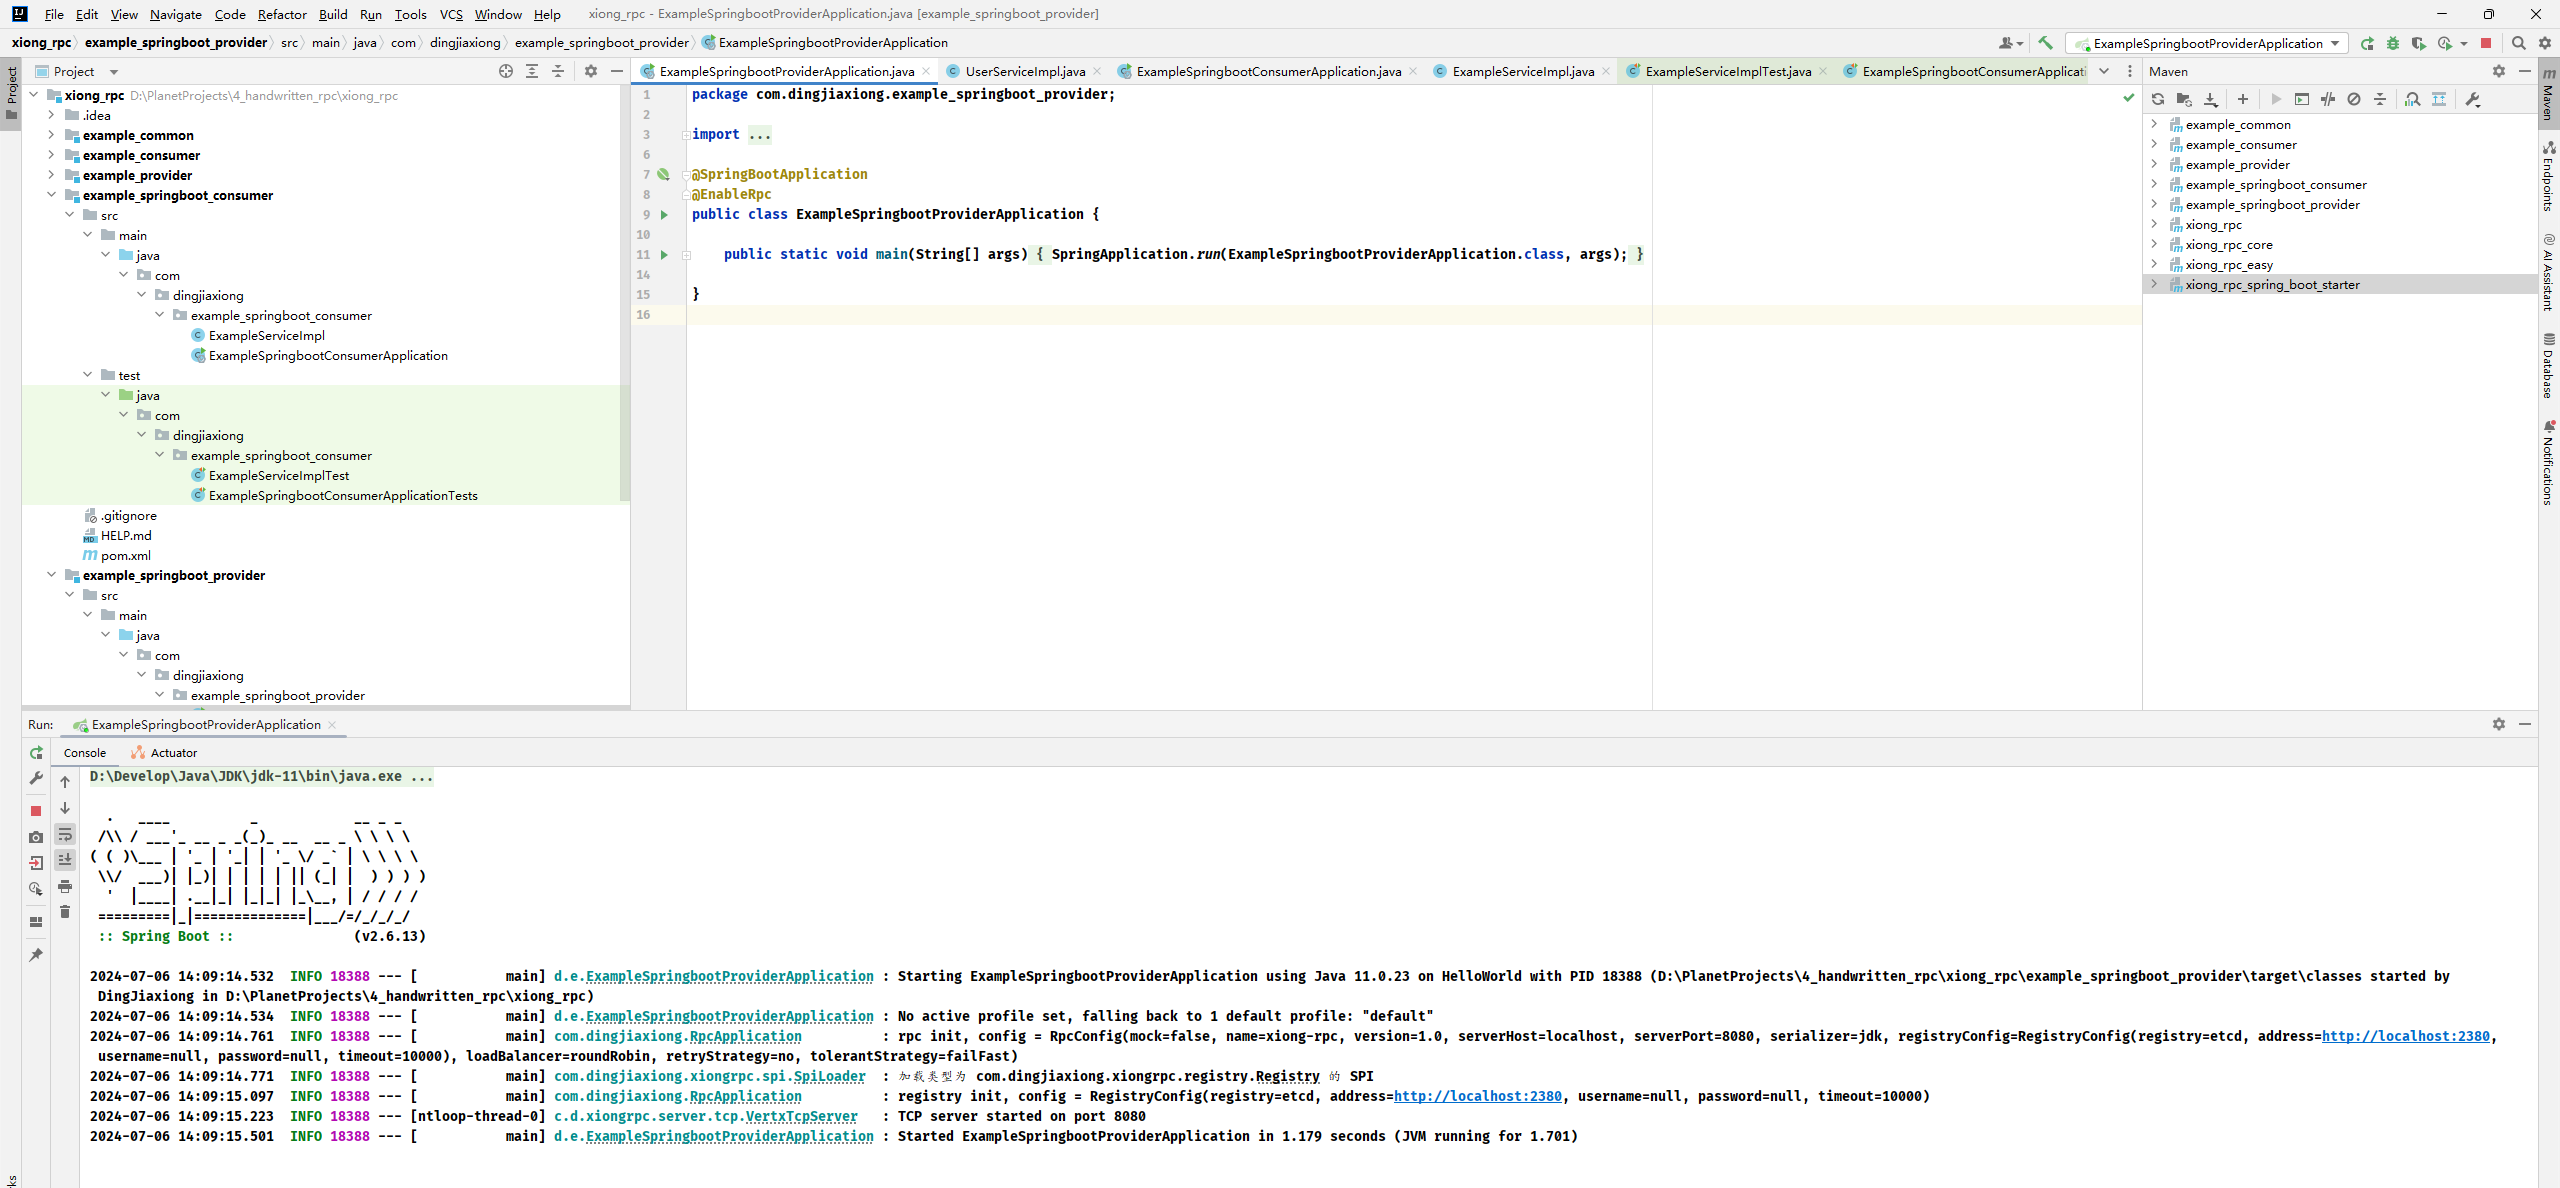 File Edit View Navigate Code Refactor Build Run Tools VCS Window Help xiong_rpc - ExampleSpringbootProviderApplication.java [example_springboot_provider]
xiong_rpc example_springboot_provider src main java com dingjiaxiong example_springboot_provider ExampleSpringbootProviderApplication ExampleSpringbootProviderApplication
Project
Project
xiong_rpc D:\PlanetProjects\4_handwritten_rpc\xiong_rpc
.idea
example_common
example_consumer
example_provider
example_springboot_consumer
src
main
java
com
dingjiaxiong
example_springboot_consumer
ExampleServiceImpl
ExampleSpringbootConsumerApplication
test
java
com
dingjiaxiong
example_springboot_consumer
ExampleServiceImplTest
ExampleSpringbootConsumerApplicationTests
.gitignore
HELP.md
pom.xml
example_springboot_provider
src
main
java
com
dingjiaxiong
example_springboot_provider
ExampleSpringbootProviderApplication.java UserServiceImpl.java ExampleSpringbootConsumerApplication.java ExampleServiceImpl.java ExampleServiceImplTest.java ExampleSpringbootConsumerApplicati
1 package com.dingjiaxiong.example_springboot_provider;
2
3 import ...
6
7 @SpringBootApplication
8 @EnableRpc
9 public class ExampleSpringbootProviderApplication {
10
11 public static void main(String[] args) { SpringApplication.run(ExampleSpringbootProviderApplication.class, args); }
14
15 }
16
Maven
example_common
example_consumer
example_provider
example_springboot_consumer
example_springboot_provider
xiong_rpc
xiong_rpc_core
xiong_rpc_easy
xiong_rpc_spring_boot_starter
Maven
Endpoints
AI Assistant
Database
Notifications
Run: ExampleSpringbootProviderApplication
Console Actuator
D:\Develop\Java\JDK\jdk-11\bin\java.exe ...
  .   ____          _            __ _ _
 /\\ / ___'_ __ _ _(_)_ __  __ _ \ \ \ \
( ( )\___ | '_ | '_| | '_ \/ _` | \ \ \ \
 \\/  ___)| |_)| | | | | || (_| |  ) ) ) )
  '  |____| .__|_| |_|_| |_\__, | / / / /
 =========|_|==============|___/=/_/_/_/
 :: Spring Boot ::               (v2.6.13)
2024-07-06 14:09:14.532 INFO 18388 --- [ main] d.e.ExampleSpringbootProviderApplication : Starting ExampleSpringbootProviderApplication using Java 11.0.23 on HelloWorld with PID 18388 (D:\PlanetProjects\4_handwritten_rpc\xiong_rpc\example_springboot_provider\target\classes started by
DingJiaxiong in D:\PlanetProjects\4_handwritten_rpc\xiong_rpc)
2024-07-06 14:09:14.534 INFO 18388 --- [ main] d.e.ExampleSpringbootProviderApplication : No active profile set, falling back to 1 default profile: "default"
2024-07-06 14:09:14.761 INFO 18388 --- [ main] com.dingjiaxiong.RpcApplication : rpc init, config = RpcConfig(mock=false, name=xiong-rpc, version=1.0, serverHost=localhost, serverPort=8080, serializer=jdk, registryConfig=RegistryConfig(registry=etcd, address=http://localhost:2380,
username=null, password=null, timeout=10000), loadBalancer=roundRobin, retryStrategy=no, tolerantStrategy=failFast)
2024-07-06 14:09:14.771 INFO 18388 --- [ main] com.dingjiaxiong.xiongrpc.spi.SpiLoader : 加载类型为 com.dingjiaxiong.xiongrpc.registry.Registry 的 SPI
2024-07-06 14:09:15.097 INFO 18388 --- [ main] com.dingjiaxiong.RpcApplication : registry init, config = RegistryConfig(registry=etcd, address=http://localhost:2380, username=null, password=null, timeout=10000)
2024-07-06 14:09:15.223 INFO 18388 --- [ntloop-thread-0] c.d.xiongrpc.server.tcp.VertxTcpServer : TCP server started on port 8080
2024-07-06 14:09:15.501 INFO 18388 --- [ main] d.e.ExampleSpringbootProviderApplication : Started ExampleSpringbootProviderApplication in 1.179 seconds (JVM running for 1.701)